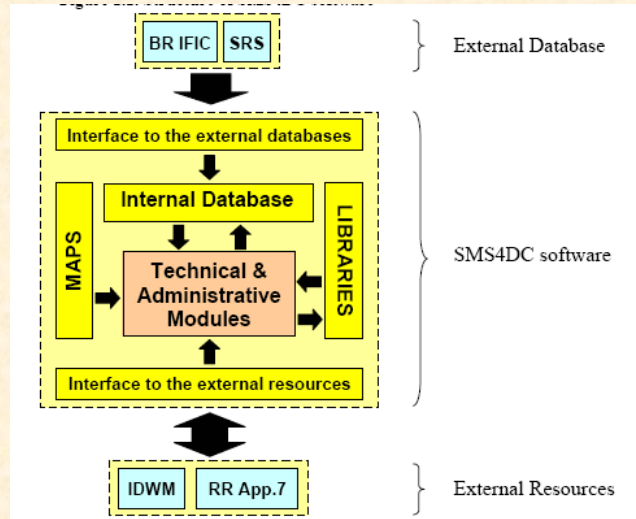 BR IFIC
SRS
External Database
Interface to the external databases
Internal Database
MAPS
LIBRARIES
Technical &
Administrative
Modules
SMS4DC software
Interface to the external resources
IDWM
RR App.7
External Resources